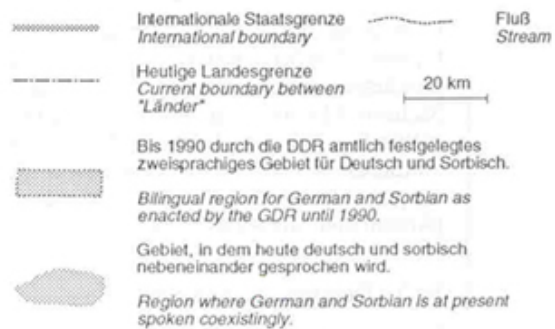 Internationale Staatsgrenze
International boundary
Fluß
Stream
Heutige Landesgrenze
Current boundary between
"Länder"
20 km
Bis 1990 durch die DDR amtlich festgelegtes
zweisprachiges Gebiet für Deutsch und Sorbisch.
Bilingual region for German and Sorbian as
enacted by the GDR until 1990.
Gebiet, in dem heute deutsch und sorbisch
nebeneinander gesprochen wird.
Region where German and Sorbian is at present
spoken coexistingly.